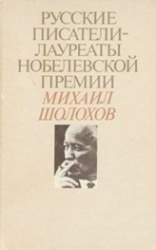 РУССКИЕ
ПИСАТЕЛИ-
ЛАУРЕАТЫ
НОБЕЛЕВСКОЙ
ПРЕМИИ
МИХАИЛ
ШОЛОХОВ